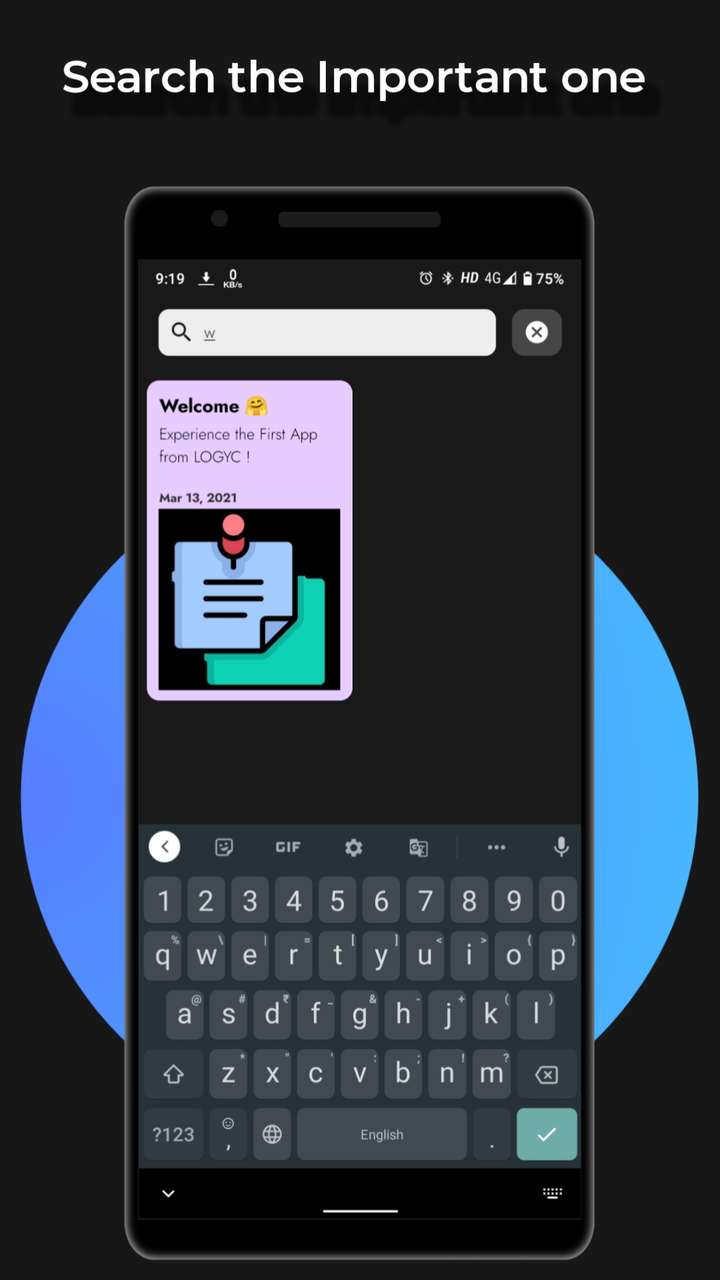 Search the Important one
9:19 0 KB/s HD 4G 75%
w
Welcome 🤗
Experience the First App
from LOGYC !
Mar 13, 2021
GIF
1 2 3 4 5 6 7 8 9 0
q% w\ e| r= t[ y] u< i> o{ p}
a@ s# d₹ f_ g& h- j+ k( l)
z* x" c' v: b; n! m?
?123 , English .